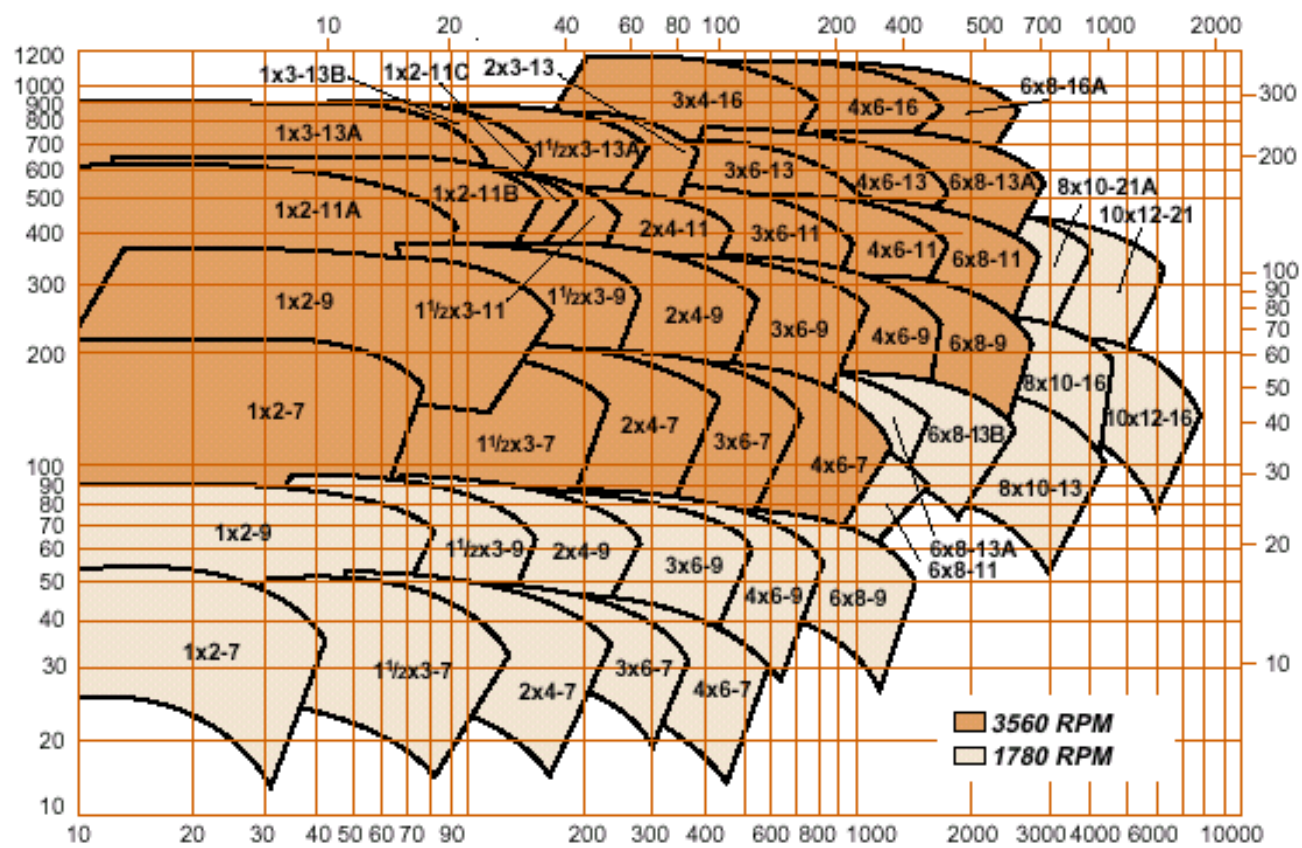 10 20 40 60 80 100 200 400 500 700 1000 2000
1200
1000
900
800
700
600
500
400
300
200
100
90
80
70
60
50
40
30
20
10
1x3-13B
1x2-11C
2x3-13
6x8-16A
3x4-16
4x6-16
1x3-13A
1½x3-13A
3x6-13
4x6-13
6x8-13A
8x10-21A
10x12-21
1x2-11B
1x2-11A
2x4-11
3x6-11
4x6-11
6x8-11
1x2-9
1½x3-11
1½x3-9
2x4-9
3x6-9
4x6-9
6x8-9
8x10-16
10x12-16
1x2-7
1½x3-7
2x4-7
3x6-7
4x6-7
6x8-13B
8x10-13
1x2-9
1½x3-9
2x4-9
3x6-9
4x6-9
6x8-9
6x8-13A
6x8-11
1x2-7
1½x3-7
2x4-7
3x6-7
4x6-7
300
200
100
90
80
70
60
50
40
30
20
10
3560 RPM
1780 RPM
10 20 30 40 50 60 70 90 200 300 400 600 800 1000 2000 3000 4000 6000 10000